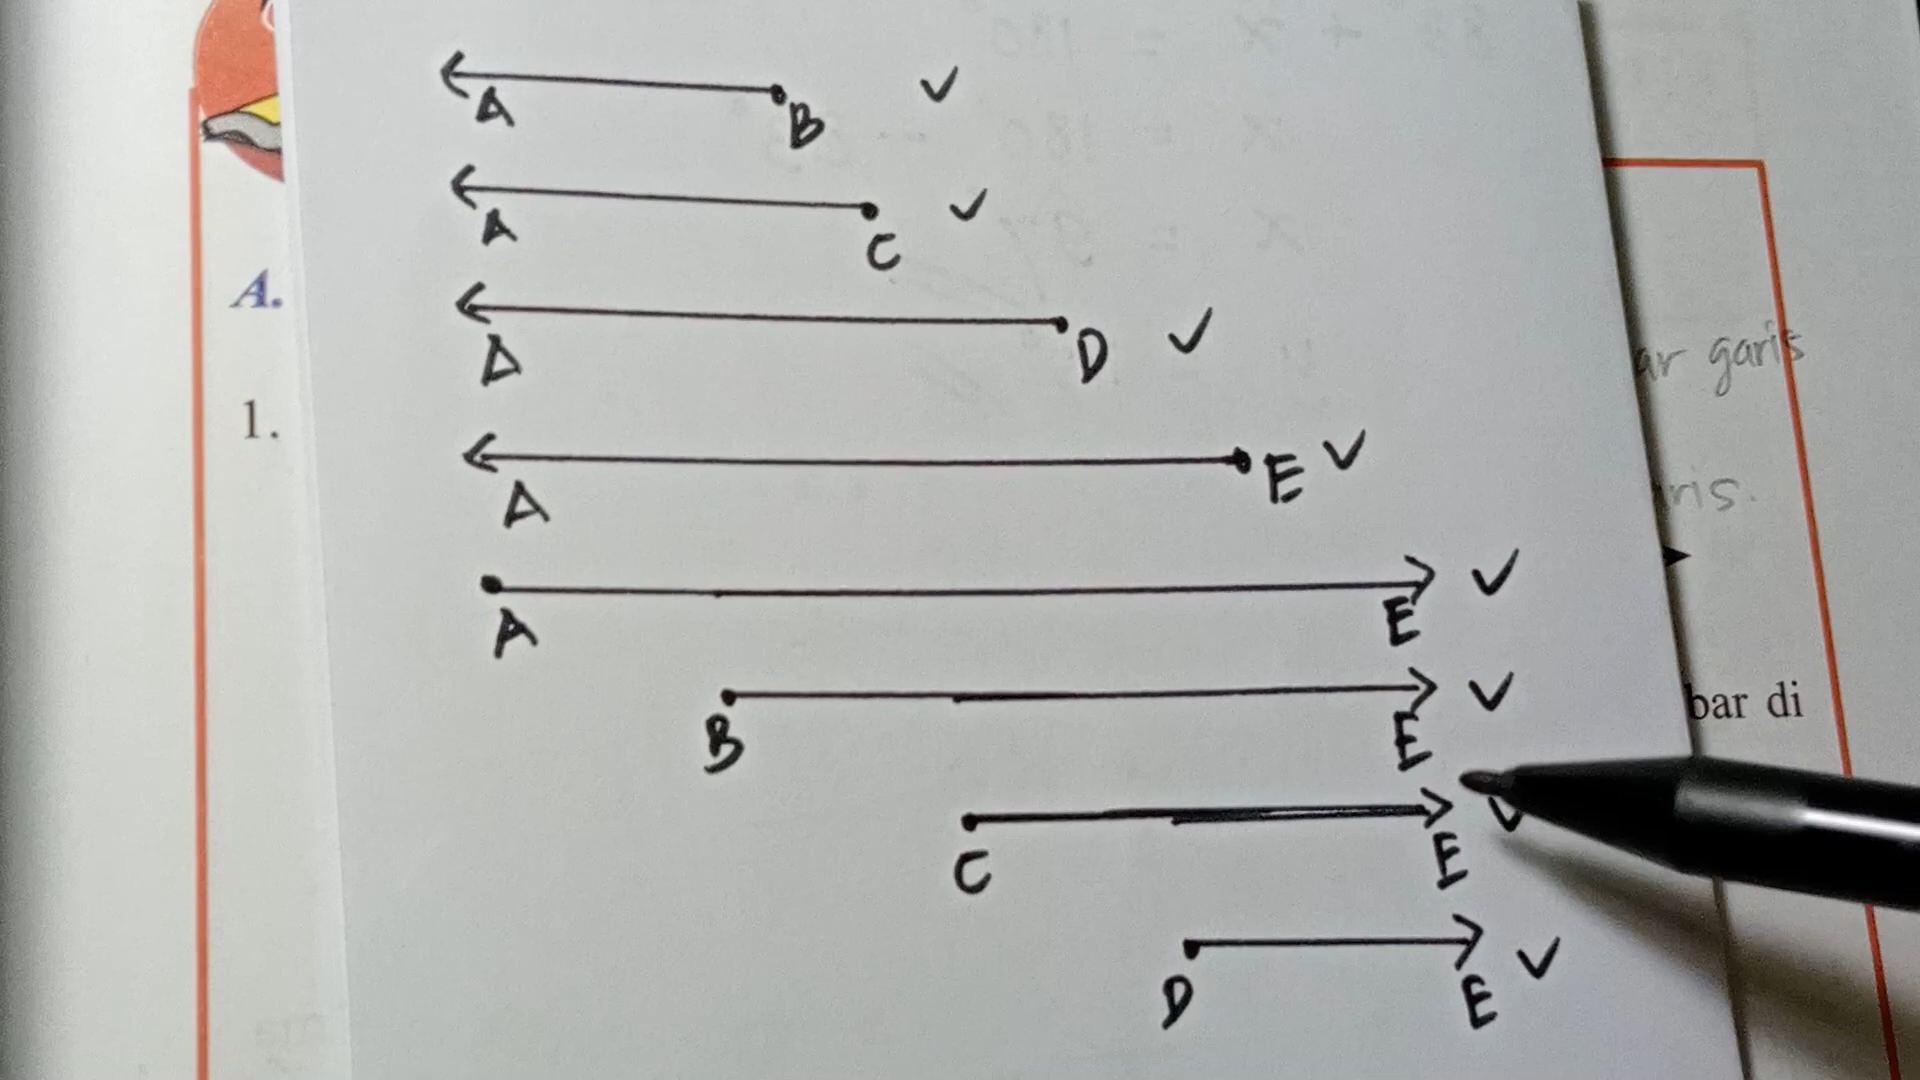 A B ✓
A C ✓
A D ✓
A E ✓
A E ✓
B E ✓
C E ✓
D E ✓
A.
1.
ar garis
ris.
bar di